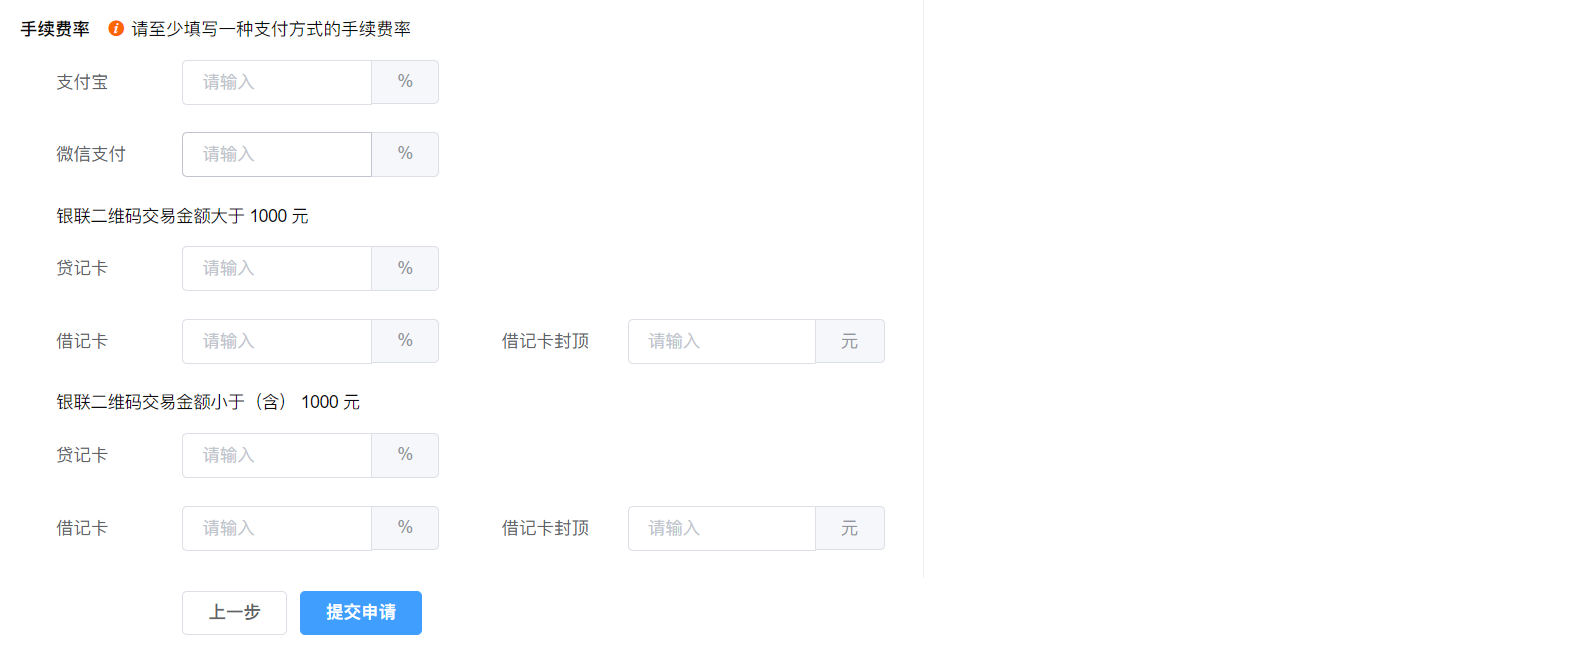 手续费率 请至少填写一种支付方式的手续费率
支付宝 请输入 %
微信支付 请输入 %
银联二维码交易金额大于 1000 元
贷记卡 请输入 %
借记卡 请输入 % 借记卡封顶 请输入 元
银联二维码交易金额小于（含） 1000 元
贷记卡 请输入 %
借记卡 请输入 % 借记卡封顶 请输入 元
上一步 提交申请